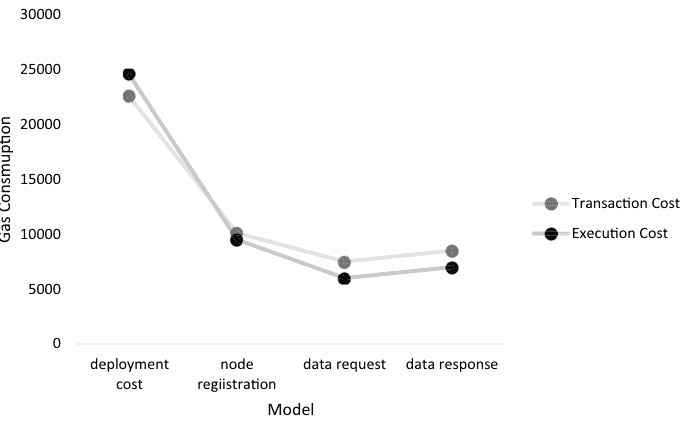 30000
25000
20000
15000
10000
5000
0
Gas Consmuption
deployment cost
node regiistration
data request
data response
Model
Transaction Cost
Execution Cost